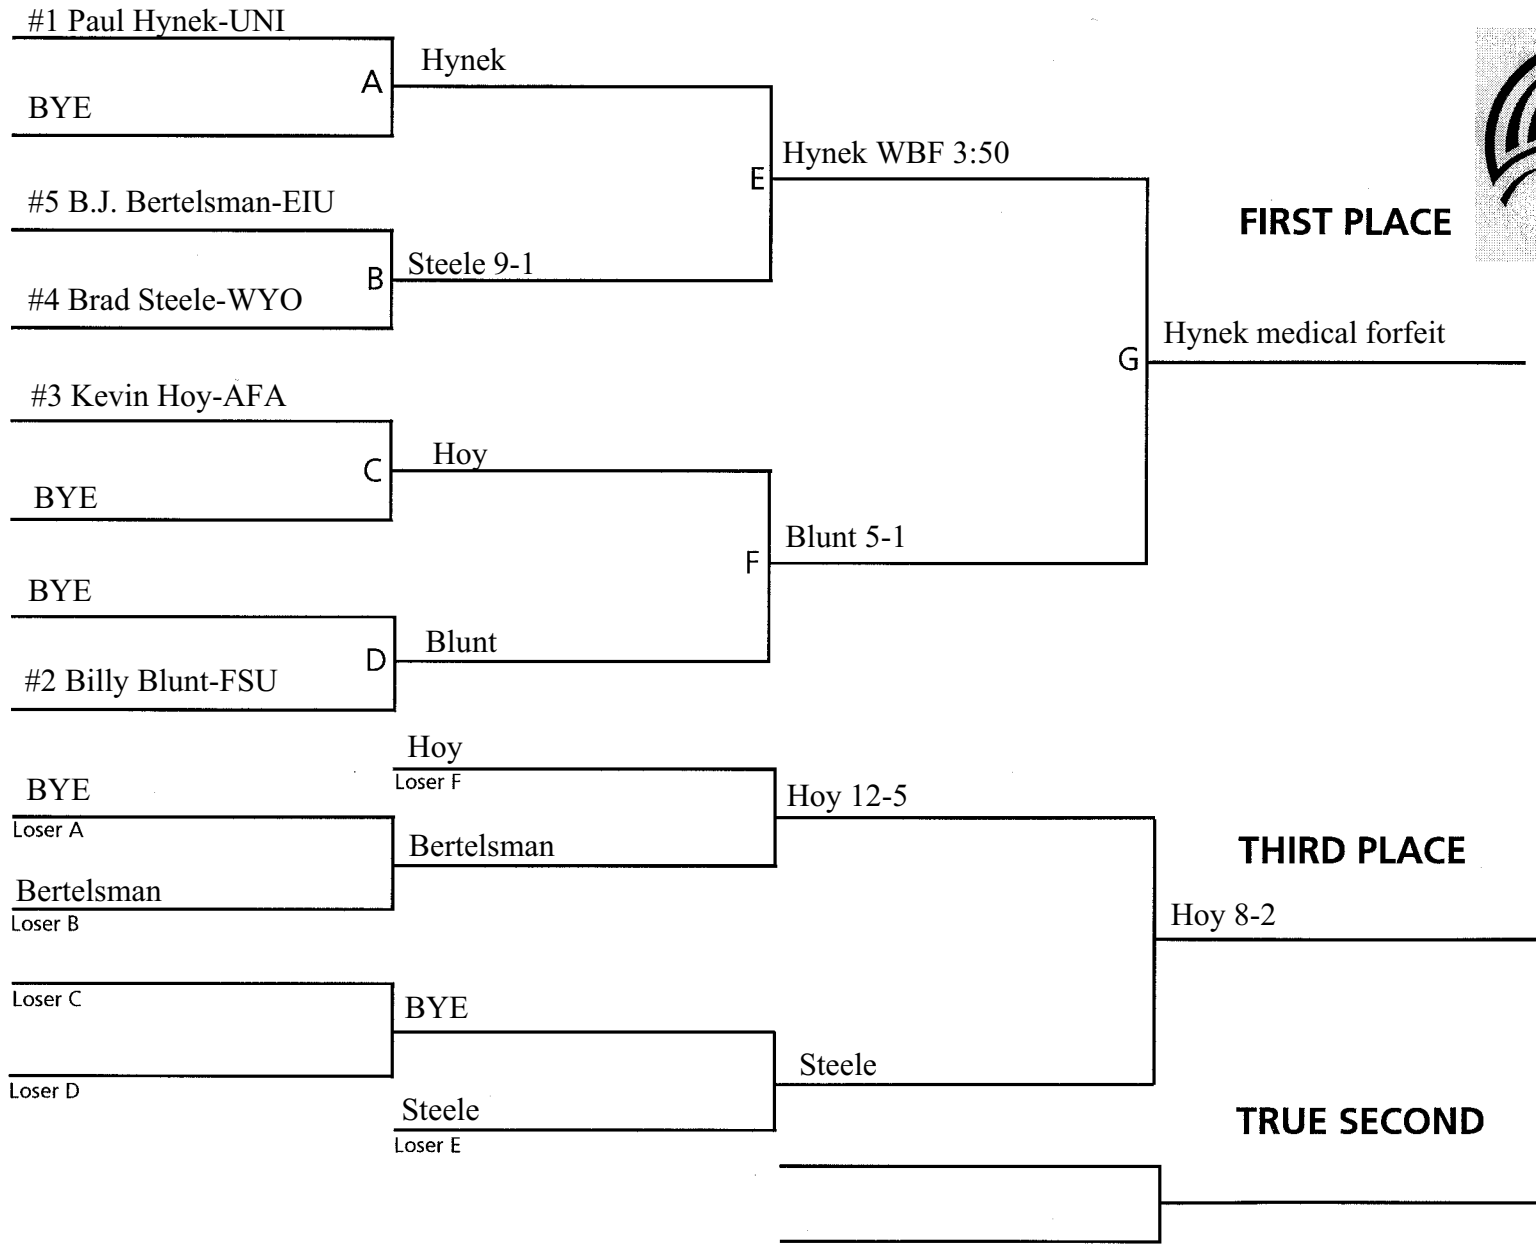 #1 Paul Hynek-UNI
A
Hynek
BYE
E
Hynek WBF 3:50
#5 B.J. Bertelsman-EIU
B
Steele 9-1
#4 Brad Steele-WYO
FIRST PLACE
G
Hynek medical forfeit
#3 Kevin Hoy-AFA
C
Hoy
BYE
F
Blunt 5-1
BYE
D
Blunt
#2 Billy Blunt-FSU
Hoy
Loser F
BYE
Loser A
Hoy 12-5
Bertelsman
Bertelsman
Loser B
THIRD PLACE
Hoy 8-2
Loser C
BYE
Loser D
Steele
Steele
Loser E
TRUE SECOND